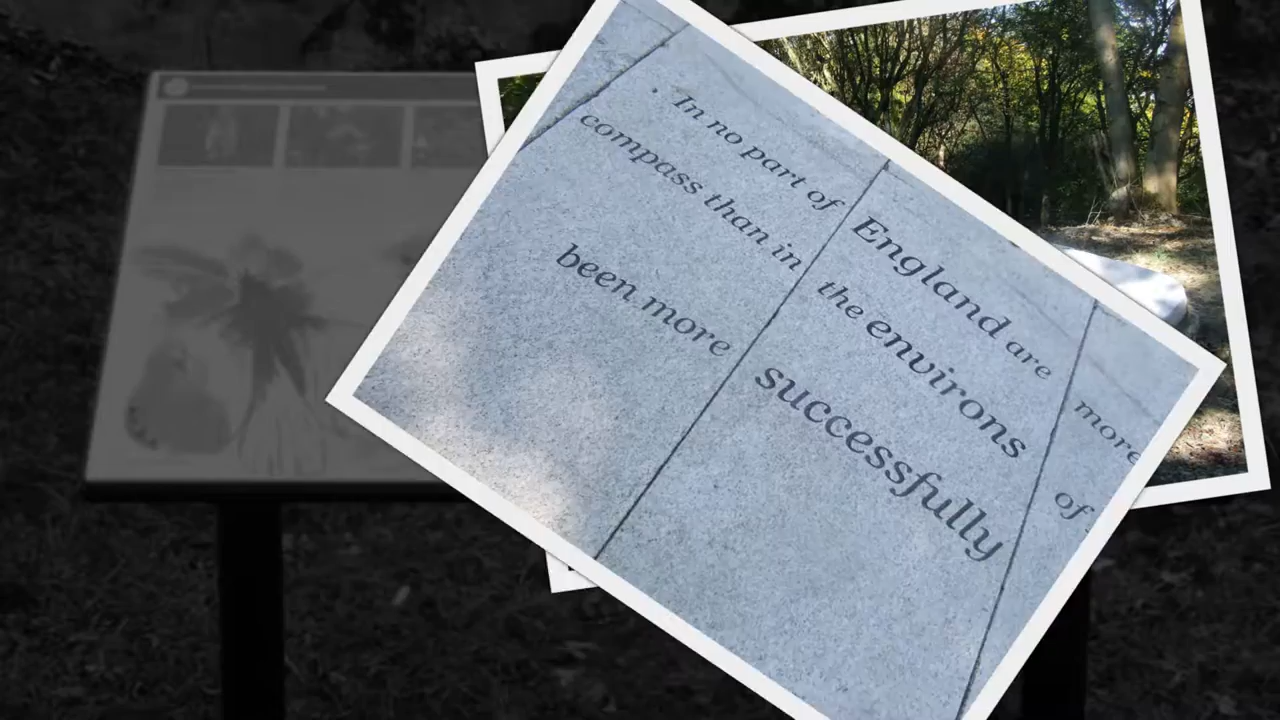 In no part of England are more
compass than in the environs of
been more successfully